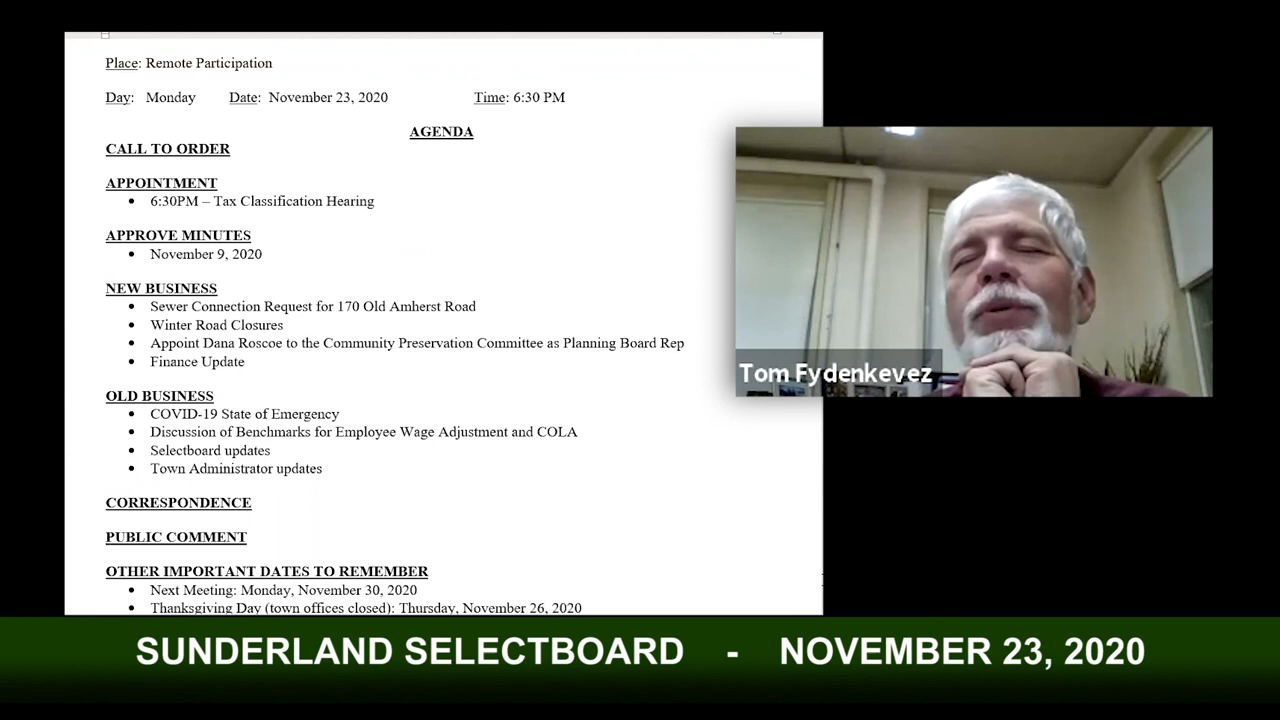 Place: Remote Participation
Day: Monday Date: November 23, 2020 Time: 6:30 PM
AGENDA
CALL TO ORDER
APPOINTMENT
• 6:30PM – Tax Classification Hearing
APPROVE MINUTES
• November 9, 2020
NEW BUSINESS
• Sewer Connection Request for 170 Old Amherst Road
• Winter Road Closures
• Appoint Dana Roscoe to the Community Preservation Committee as Planning Board Rep
• Finance Update
OLD BUSINESS
• COVID-19 State of Emergency
• Discussion of Benchmarks for Employee Wage Adjustment and COLA
• Selectboard updates
• Town Administrator updates
CORRESPONDENCE
PUBLIC COMMENT
OTHER IMPORTANT DATES TO REMEMBER
• Next Meeting: Monday, November 30, 2020
• Thanksgiving Day (town offices closed): Thursday, November 26, 2020
Tom Fydenkevez
SUNDERLAND SELECTBOARD - NOVEMBER 23, 2020